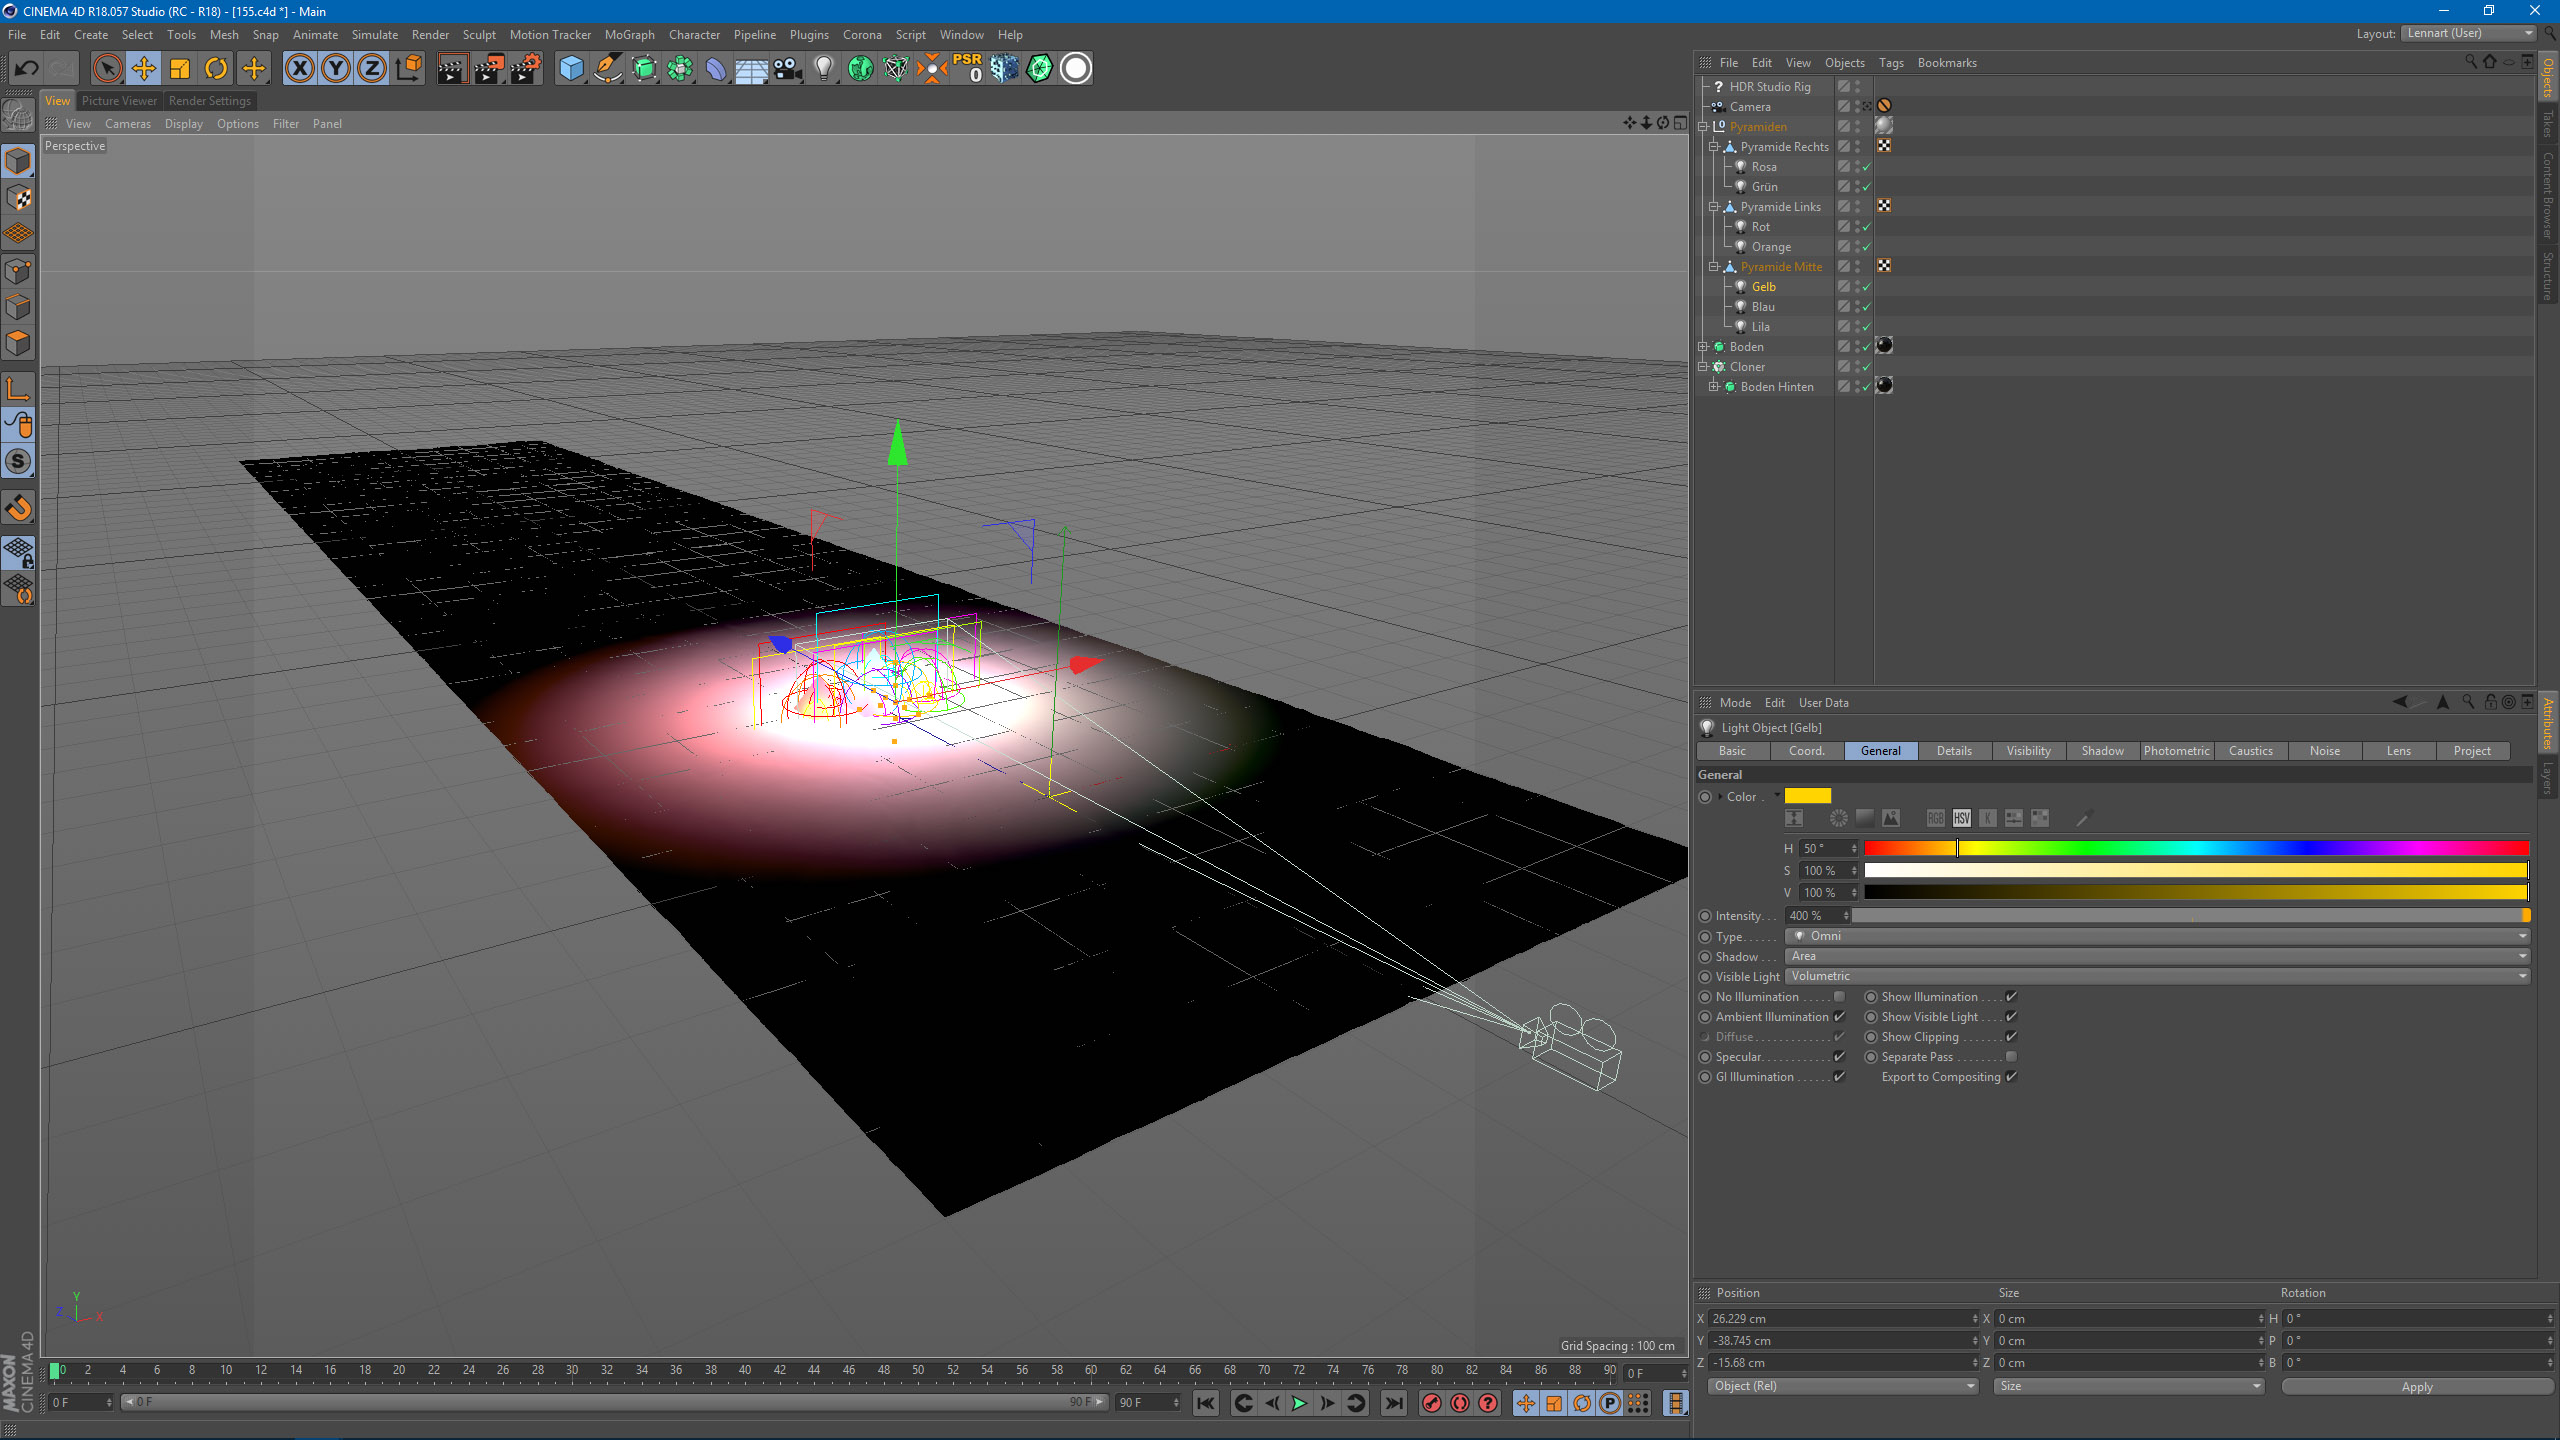 CINEMA 4D R18.057 Studio (RC - R18) - [155.c4d *] - Main
File Edit Create Select Tools Mesh Snap Animate Simulate Render Sculpt Motion Tracker MoGraph Character Pipeline Plugins Corona Script Window Help
Layout: Lennart (User)
X Y Z PSR 0
View Picture Viewer Render Settings
View Cameras Display Options Filter Panel
Perspective
File Edit View Objects Tags Bookmarks
HDR Studio Rig
Camera
Pyramiden
Pyramide Rechts
Rosa
Grün
Pyramide Links
Rot
Orange
Pyramide Mitte
Gelb
Blau
Lila
Boden
Cloner
Boden Hinten
Objects
Takes
Content Browser
Structure
Mode Edit User Data
Light Object [Gelb]
Basic Coord. General Details Visibility Shadow Photometric Caustics Noise Lens Project
General
Color .
RGB HSV K
H 50 °
S 100 %
V 100 %
Intensity. . . 400 %
Type. . . . . . Omni
Shadow . . . Area
Visible Light Volumetric
No Illumination . . . . . Show Illumination . . . .
Ambient Illumination Show Visible Light . . .
Diffuse . . . . . . . . . . . . Show Clipping . . . . . .
Specular. . . . . . . . . . . Separate Pass . . . . . .
GI Illumination . . . . . . Export to Compositing
Attributes
Layers
Y
Z
X
Grid Spacing : 100 cm
0 2 4 6 8 10 12 14 16 18 20 22 24 26 28 30 32 34 36 38 40 42 44 46 48 50 52 54 56 58 60 62 64 66 68 70 72 74 76 78 80 82 84 86 88 90 0 F
0 F 0 F 90 F 90 F
Position Size Rotation
X 26.229 cm X 0 cm H 0 °
Y -38.745 cm Y 0 cm P 0 °
Z -15.68 cm Z 0 cm B 0 °
Object (Rel) Size Apply
MAXON
CINEMA 4D